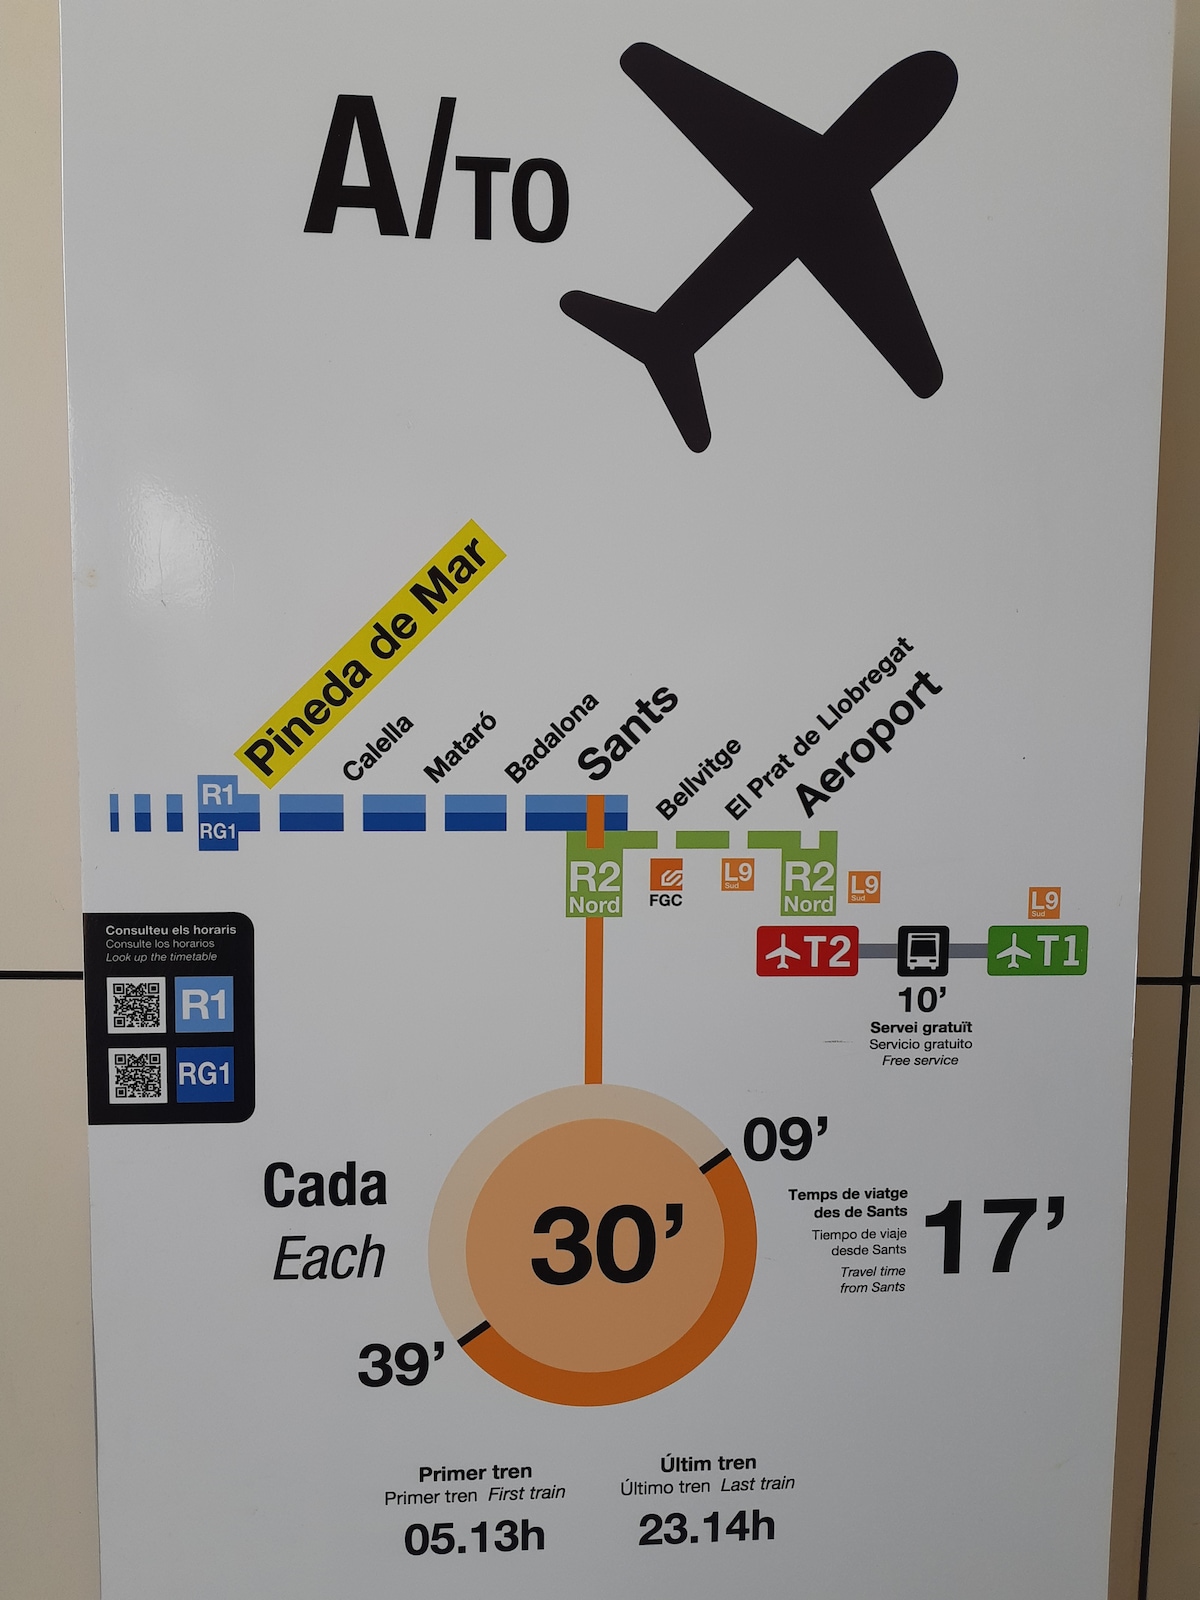 A/TO
Pineda de Mar
Calella
Mataró
Badalona
Sants
Bellvitge
El Prat de Llobregat
Aeroport
R1
RG1
R2
Nord
FGC
L9
Sud
R2
Nord
L9
Sud
L9
Sud
T2
T1
10’
Servei gratuït
Servicio gratuito
Free service
Consulteu els horaris
Consulte los horarios
Look up the timetable
R1
RG1
Cada
Each
30’
09’
39’
Temps de viatge
des de Sants
Tiempo de viaje
desde Sants
Travel time
from Sants
17’
Primer tren
Primer tren First train
05.13h
Últim tren
Último tren Last train
23.14h